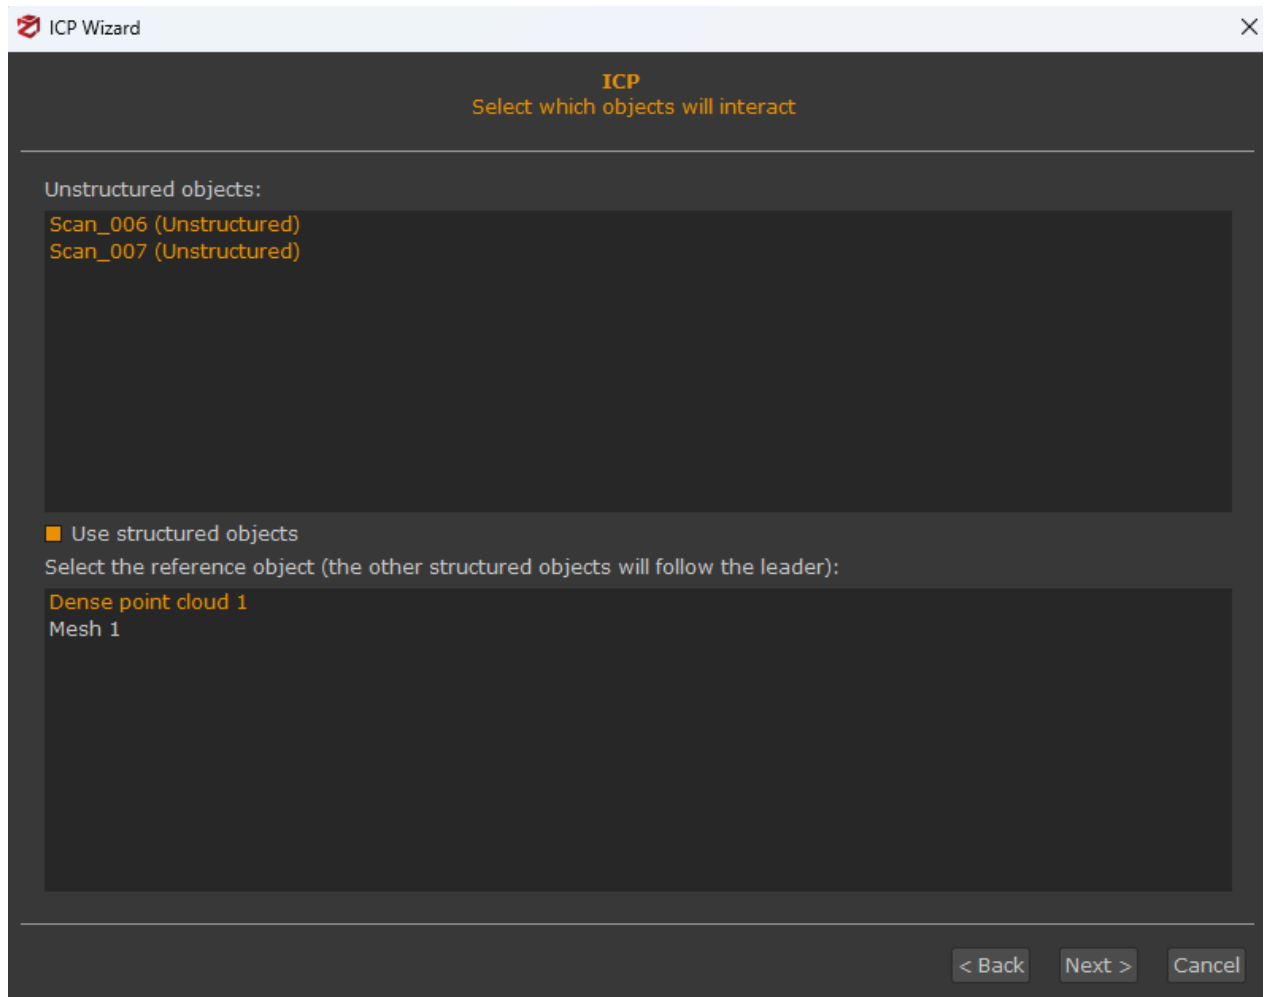 ICP Wizard
ICP
Select which objects will interact
Unstructured objects:
Scan_006 (Unstructured)
Scan_007 (Unstructured)
Use structured objects
Select the reference object (the other structured objects will follow the leader):
Dense point cloud 1
Mesh 1
< Back Next > Cancel